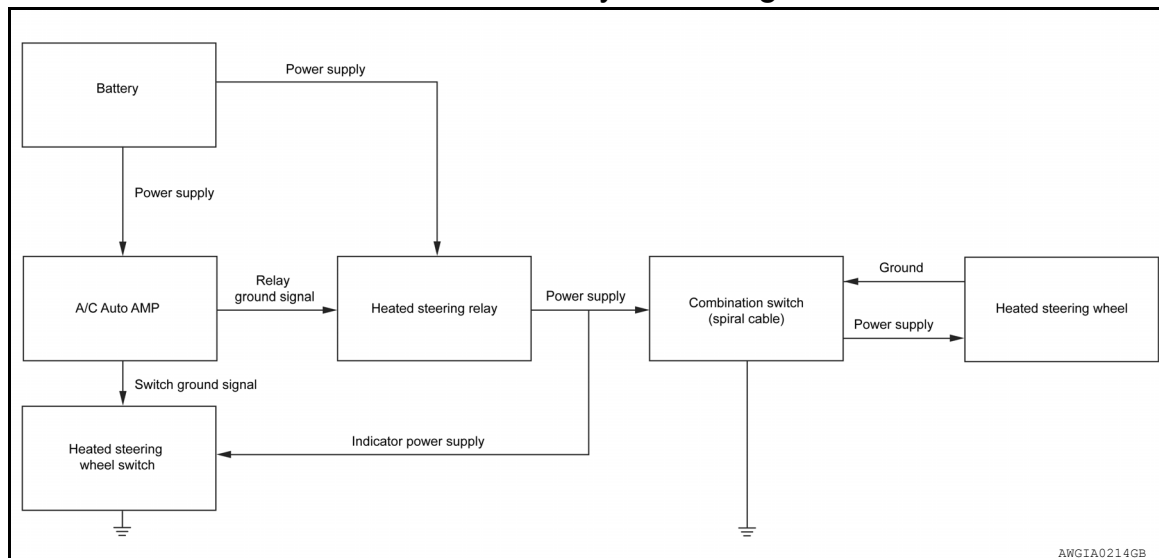 Battery
Power supply
Power supply
A/C Auto AMP
Relay
ground signal
Heated steering relay
Power supply
Combination switch
(spiral cable)
Ground
Power supply
Heated steering wheel
Switch ground signal
Heated steering
wheel switch
Indicator power supply
AWGIA0214GB